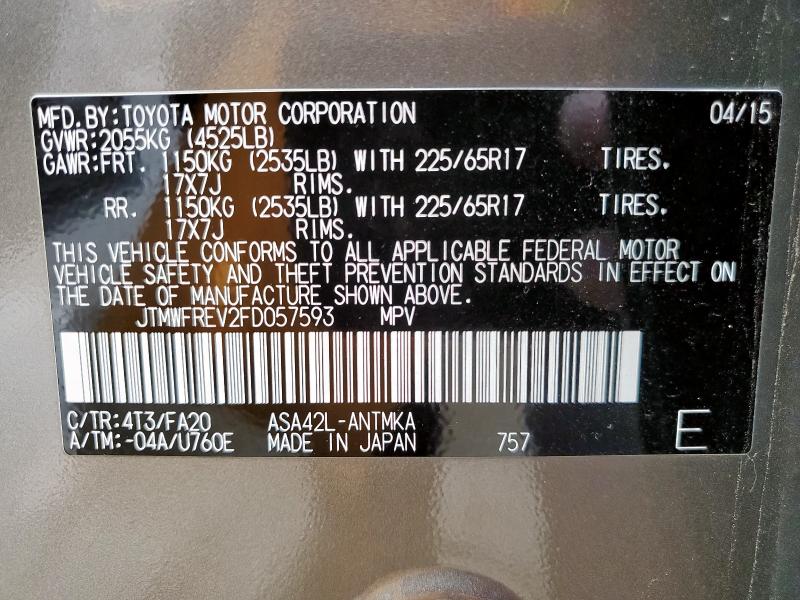 MFD.BY:TOYOTA MOTOR CORPORATION 04/15
GVWR:2055KG (4525LB)
GAWR:FRT. 1150KG (2535LB) WITH 225/65R17 TIRES.
17X7J RIMS.
RR. 1150KG (2535LB) WITH 225/65R17 TIRES.
17X7J RIMS.
THIS VEHICLE CONFORMS TO ALL APPLICABLE FEDERAL MOTOR
VEHICLE SAFETY AND THEFT PREVENTION STANDARDS IN EFFECT ON
THE DATE OF MANUFACTURE SHOWN ABOVE.
JTMWFREV2FD057593 MPV
C/TR:4T3/FA20 ASA42L-ANTMKA
A/TM:-04A/U760E MADE IN JAPAN 757 E